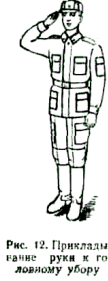 Рис. 12. Приклады
вание руки к го
ловному убору